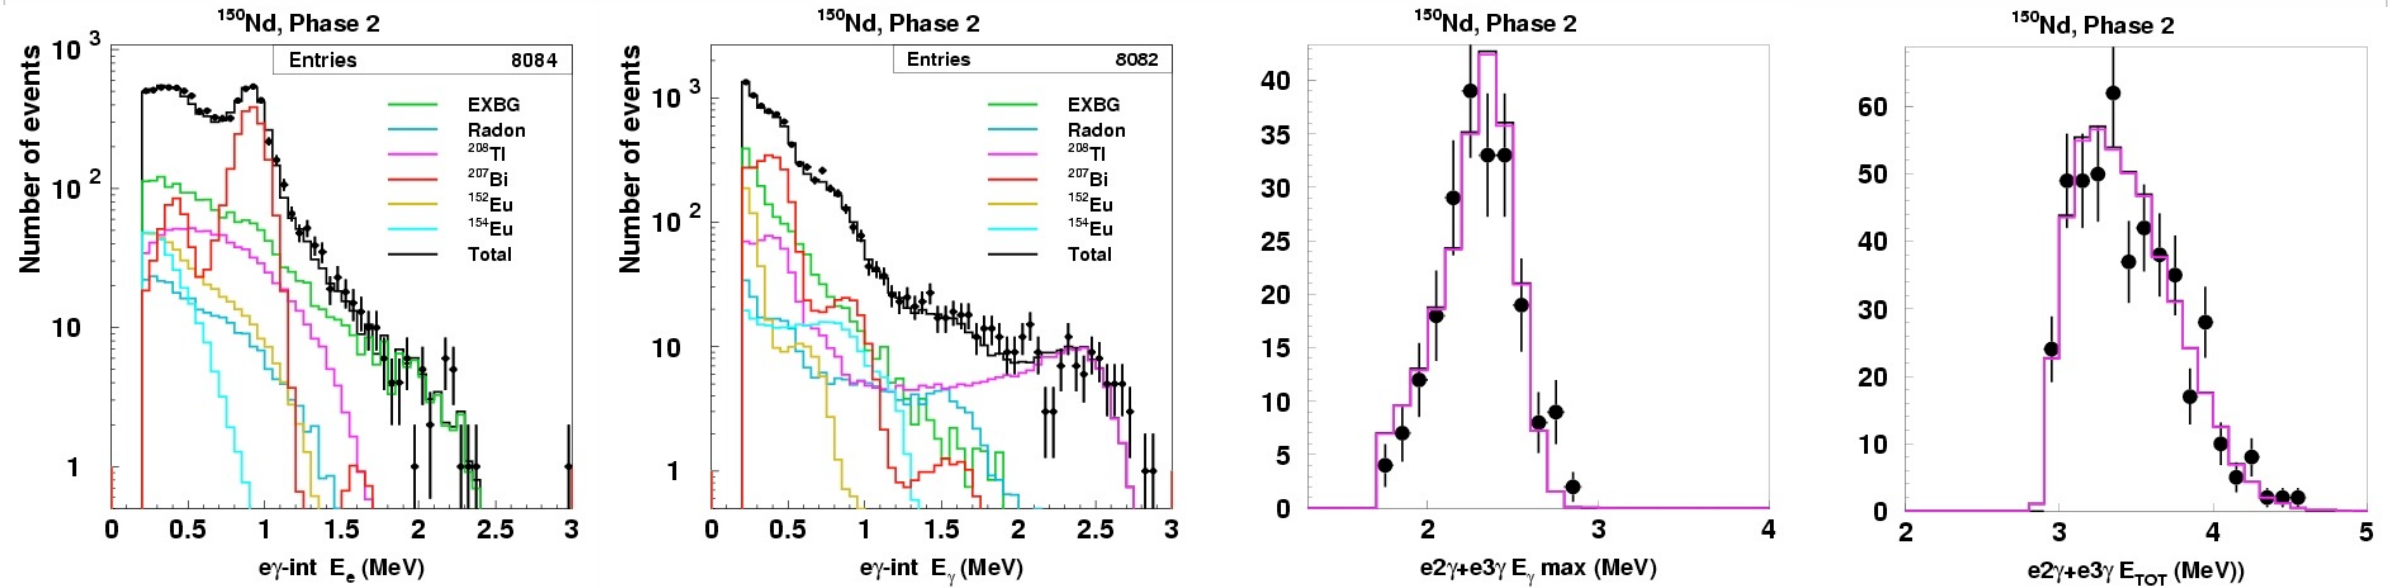 150Nd, Phase 2
10 3
10 2
10
1
Number of events
Entries 8084
EXBG
Radon
208Tl
207Bi
152Eu
154Eu
Total
0 0.5 1 1.5 2 2.5 3
eγ-int Ee (MeV)
150Nd, Phase 2
10 3
10 2
10
1
Number of events
Entries 8082
EXBG
Radon
208Tl
207Bi
152Eu
154Eu
Total
0 0.5 1 1.5 2 2.5 3
eγ-int Eγ (MeV)
150Nd, Phase 2
40
35
30
25
20
15
10
5
0
2 3 4
e2γ+e3γ Eγ max (MeV)
150Nd, Phase 2
60
50
40
30
20
10
0
2 3 4 5
e2γ+e3γ ETOT (MeV))